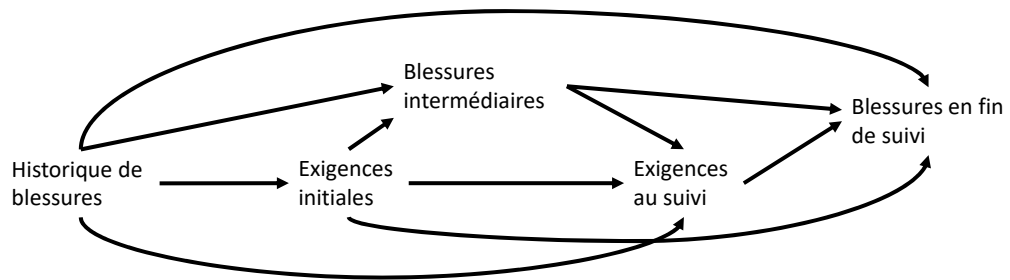 Blessures
intermédiaires
Blessures en fin
de suivi
Historique de
blessures
Exigences
initiales
Exigences
au suivi